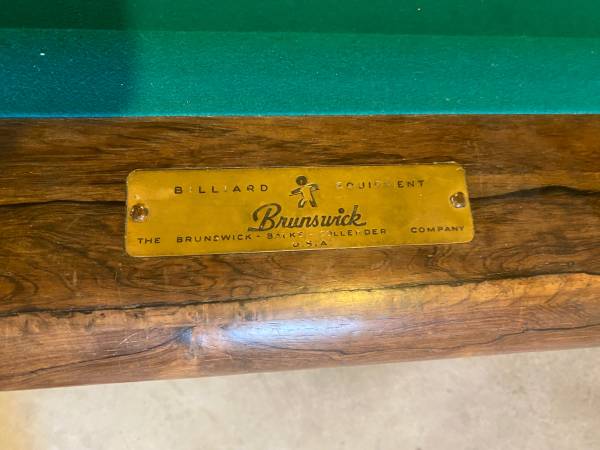 BILLIARD EQUIPMENT
Brunswick
THE BRUNSWICK - BALKE - COLLENDER COMPANY
U.S.A.